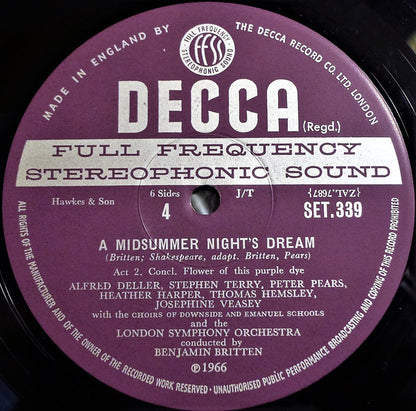 MADE IN ENGLAND BY
THE DECCA RECORD CO. LTD. LONDON
FULL FREQUENCY
ffss
STEREOPHONIC SOUND
DECCA
(Regd.)
FULL FREQUENCY
STEREOPHONIC SOUND
Hawkes & Son
6 Sides
4
J/T
{ZAL.7687}
SET.339
A MIDSUMMER NIGHT'S DREAM
(Britten; Shakespeare, adapt. Britten, Pears)
Act 2. Concl. Flower of this purple dye
ALFRED DELLER, STEPHEN TERRY, PETER PEARS,
HEATHER HARPER, THOMAS HEMSLEY,
JOSEPHINE VEASEY
with the CHOIRS OF DOWNSIDE AND EMANUEL SCHOOLS
and the
LONDON SYMPHONY ORCHESTRA
conducted by
BENJAMIN BRITTEN
℗1966
ALL RIGHTS OF THE MANUFACTURER AND OF THE OWNER OF THE RECORDED WORK RESERVED · UNAUTHORISED PUBLIC PERFORMANCE BROADCASTING AND COPYING OF THIS RECORD PROHIBITED